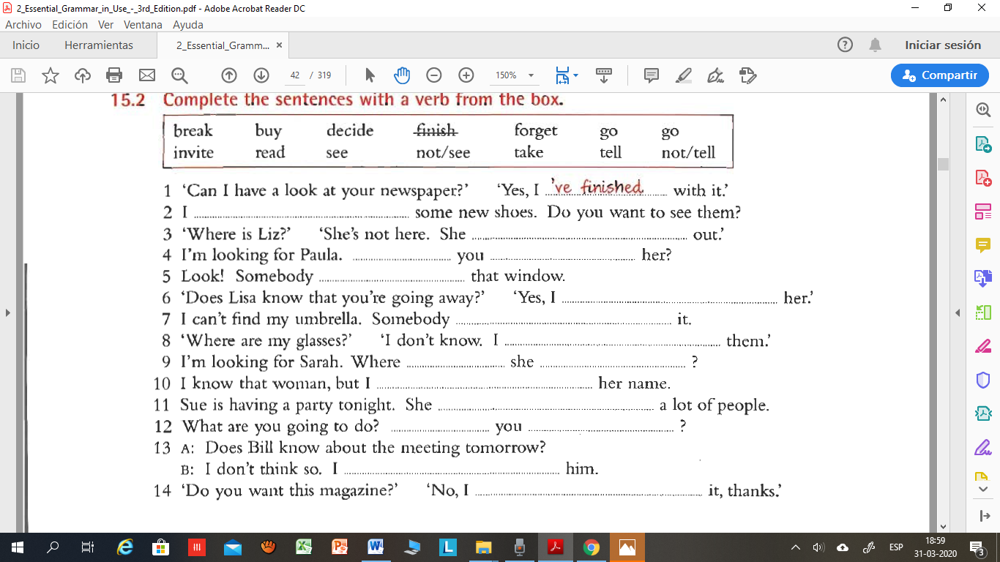 2_Essential_Grammar_in_Use_-_3rd_Edition.pdf - Adobe Acrobat Reader DC
Archivo Edición Ver Ventana Ayuda
Inicio Herramientas 2_Essential_Gramm... × Iniciar sesión
42 / 319 150% Compartir
15.2 Complete the sentences with a verb from the box.
break buy decide finish forget go go
invite read see not/see take tell not/tell
1 ‘Can I have a look at your newspaper?’ ‘Yes, I 've finished with it.’
2 I ........ some new shoes. Do you want to see them?
3 ‘Where is Liz?’ ‘She’s not here. She ........ out.’
4 I’m looking for Paula. ........ you ........ her?
5 Look! Somebody ........ that window.
6 ‘Does Lisa know that you’re going away?’ ‘Yes, I ........ her.’
7 I can’t find my umbrella. Somebody ........ it.
8 ‘Where are my glasses?’ ‘I don’t know. I ........ them.’
9 I’m looking for Sarah. Where ........ she ........ ?
10 I know that woman, but I ........ her name.
11 Sue is having a party tonight. She ........ a lot of people.
12 What are you going to do? ........ you ........ ?
13 A: Does Bill know about the meeting tomorrow?
B: I don’t think so. I ........ him.
14 ‘Do you want this magazine?’ ‘No, I ........ it, thanks.’
ESP 18:59
31-03-2020 3